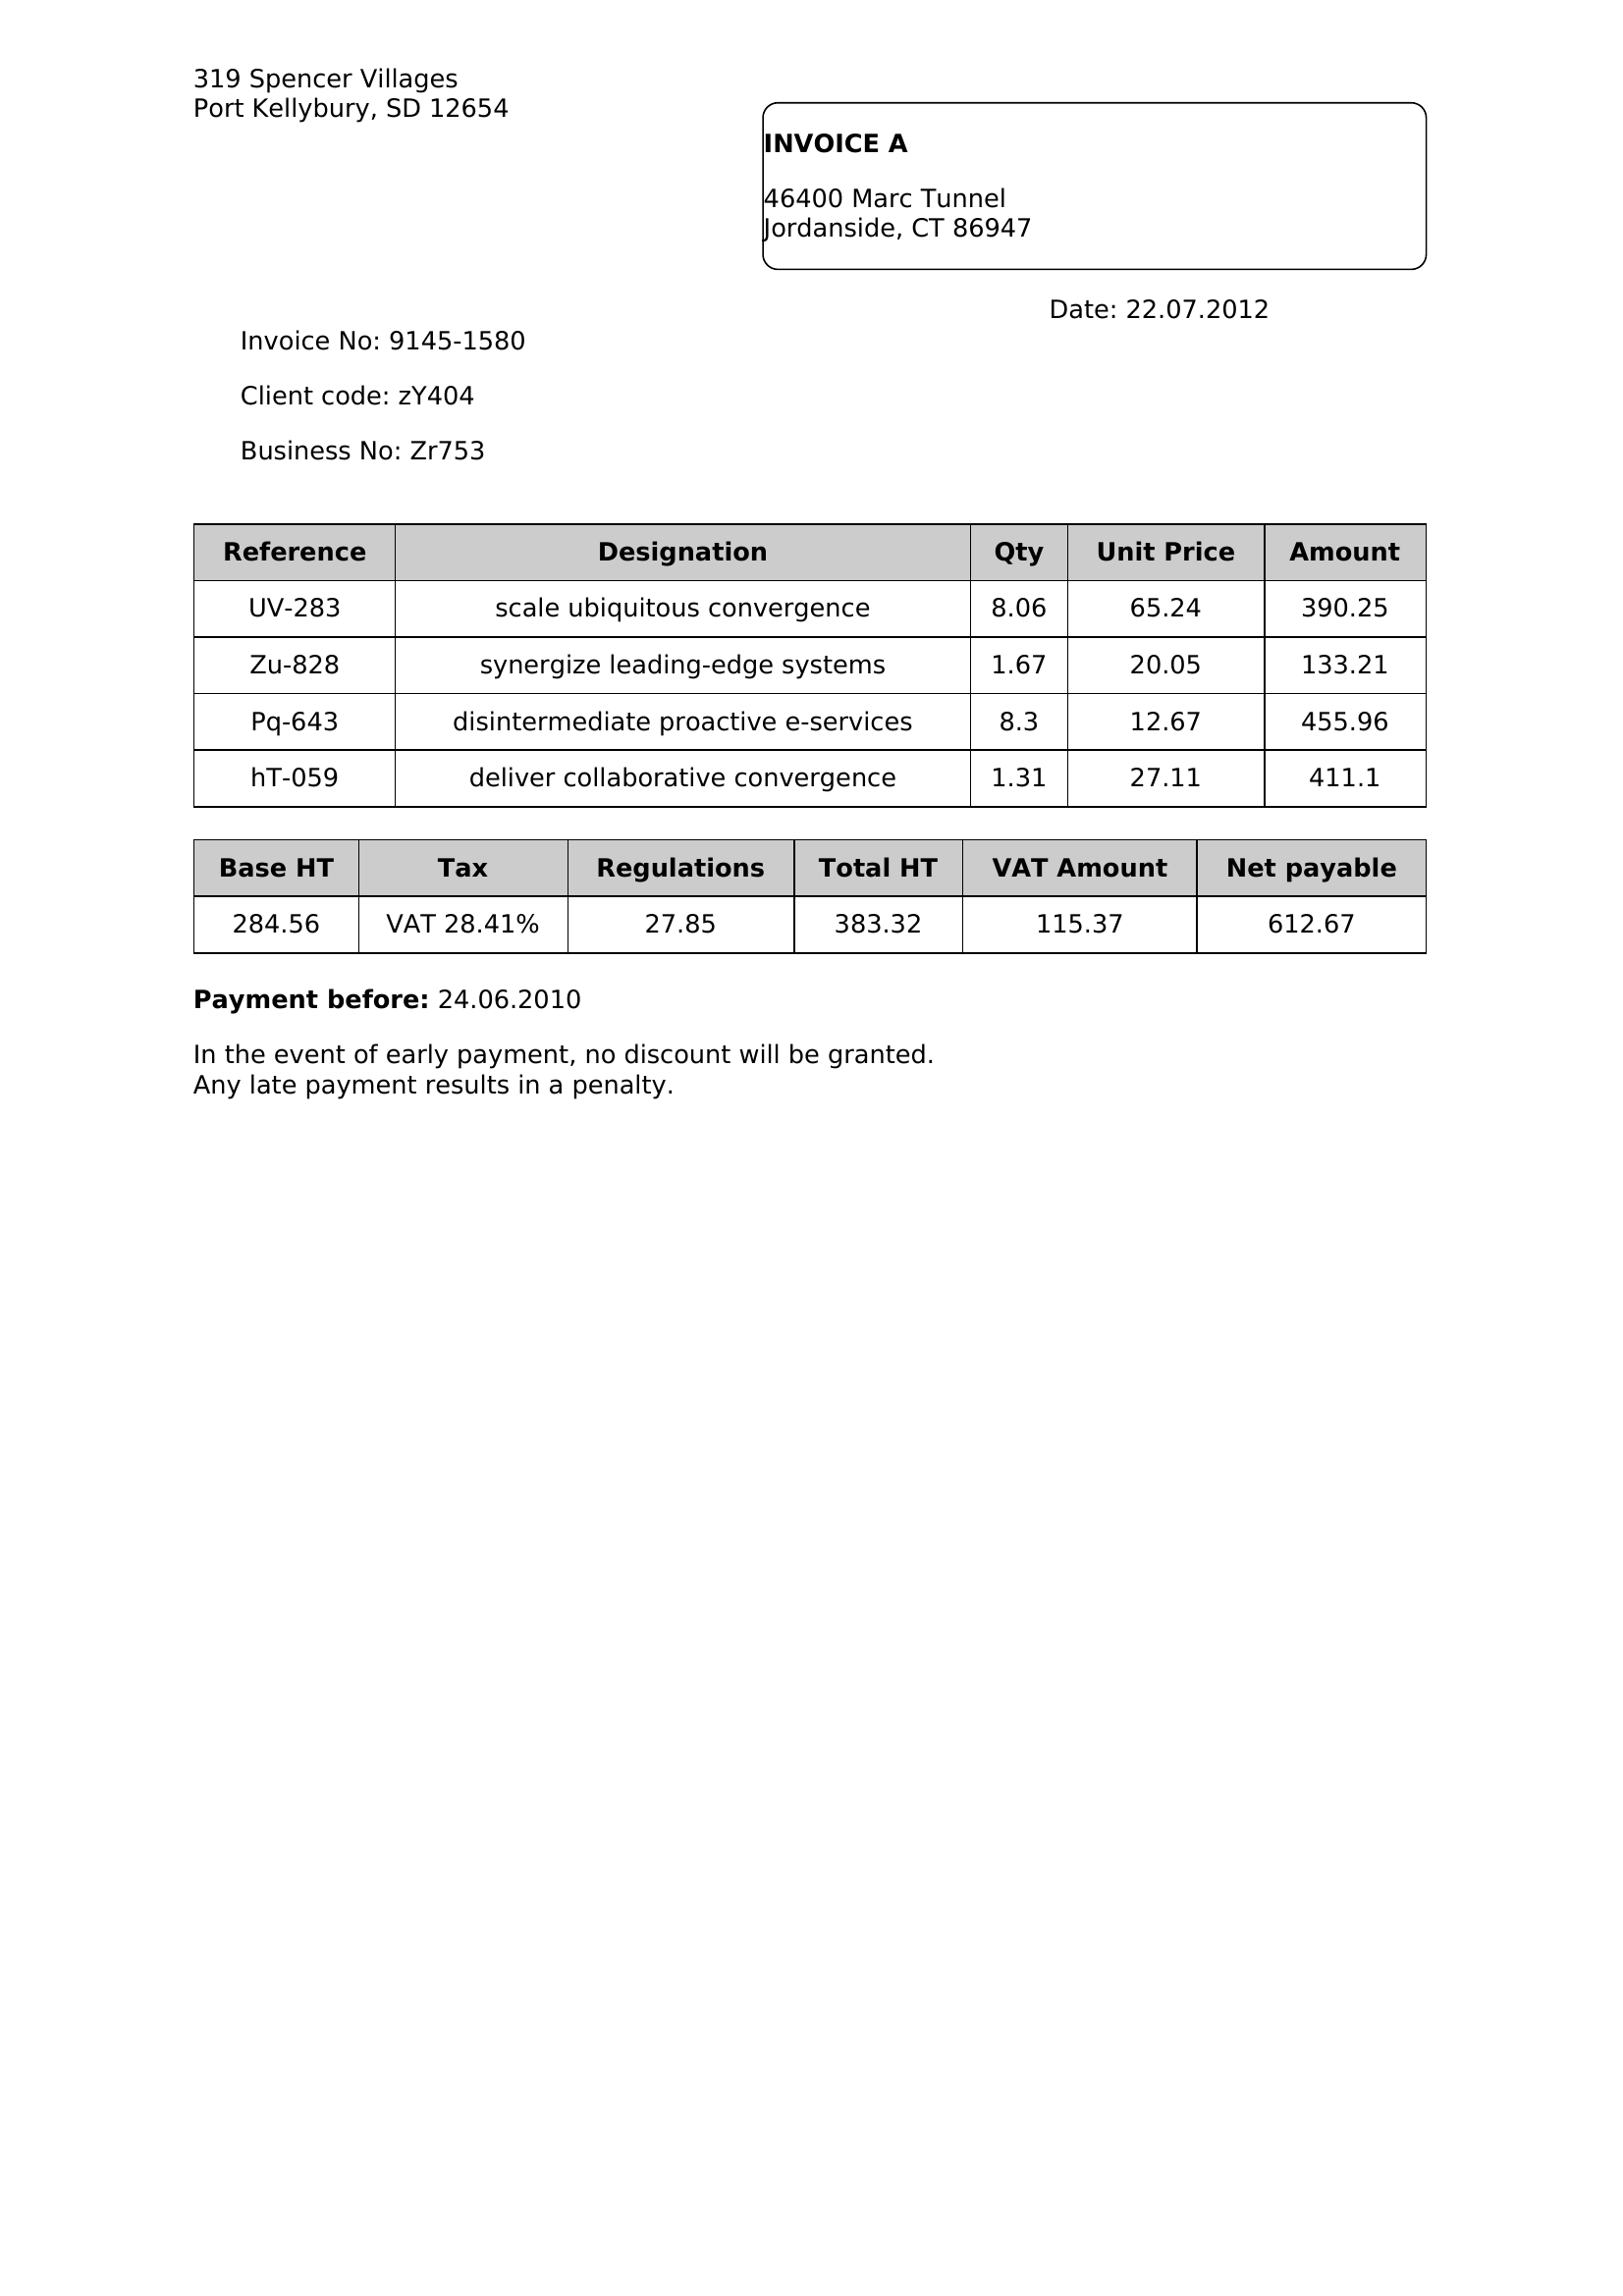 319 Spencer Villages
Port Kellybury, SD 12654
INVOICE A
46400 Marc Tunnel
Jordanside, CT 86947
Date: 22.07.2012
Invoice No: 9145-1580
Client code: zY404
Business No: Zr753
Reference Designation Qty Unit Price Amount
UV-283 scale ubiquitous convergence 8.06 65.24 390.25
Zu-828 synergize leading-edge systems 1.67 20.05 133.21
Pq-643 disintermediate proactive e-services 8.3 12.67 455.96
hT-059 deliver collaborative convergence 1.31 27.11 411.1
Base HT Tax Regulations Total HT VAT Amount Net payable
284.56 VAT 28.41% 27.85 383.32 115.37 612.67
Payment before: 24.06.2010
In the event of early payment, no discount will be granted.
Any late payment results in a penalty.